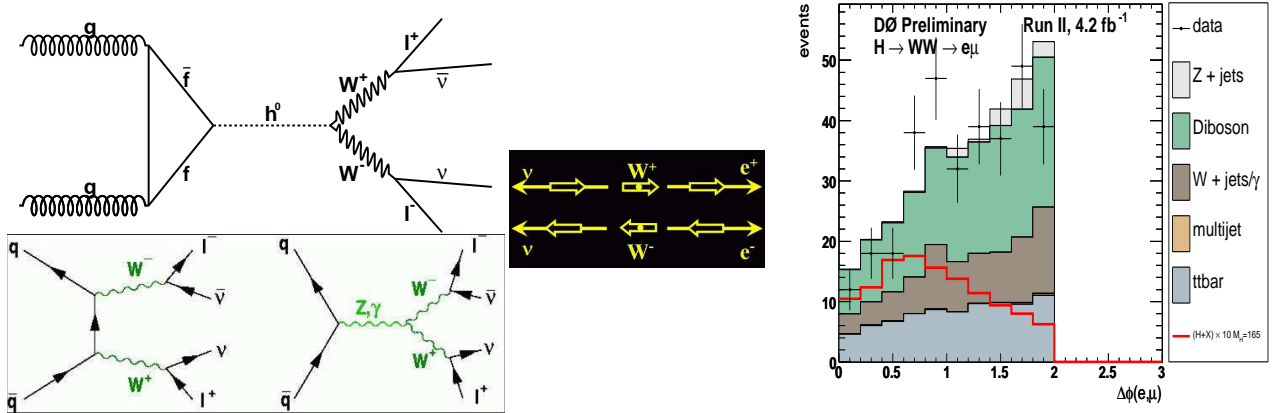 g
g
f̄
f
h⁰
W⁺
W⁻
l⁺
ν̄
ν
l⁻
q
q̄
W⁻
W⁺
l⁻
ν̄
ν
l⁺
q
q̄
Z,γ
W⁻
W⁺
l⁻
ν̄
ν
l⁺
ν W⁺ e⁺
ν W⁻ e⁻
DØ Preliminary Run II, 4.2 fb⁻¹
H → WW → eμ
events
50
40
30
20
10
0
0 0.5 1 1.5 2 2.5 3
Δϕ(e,μ)
data
Z + jets
Diboson
W + jets/γ
multijet
ttbar
(H+X) × 10 M_H=165